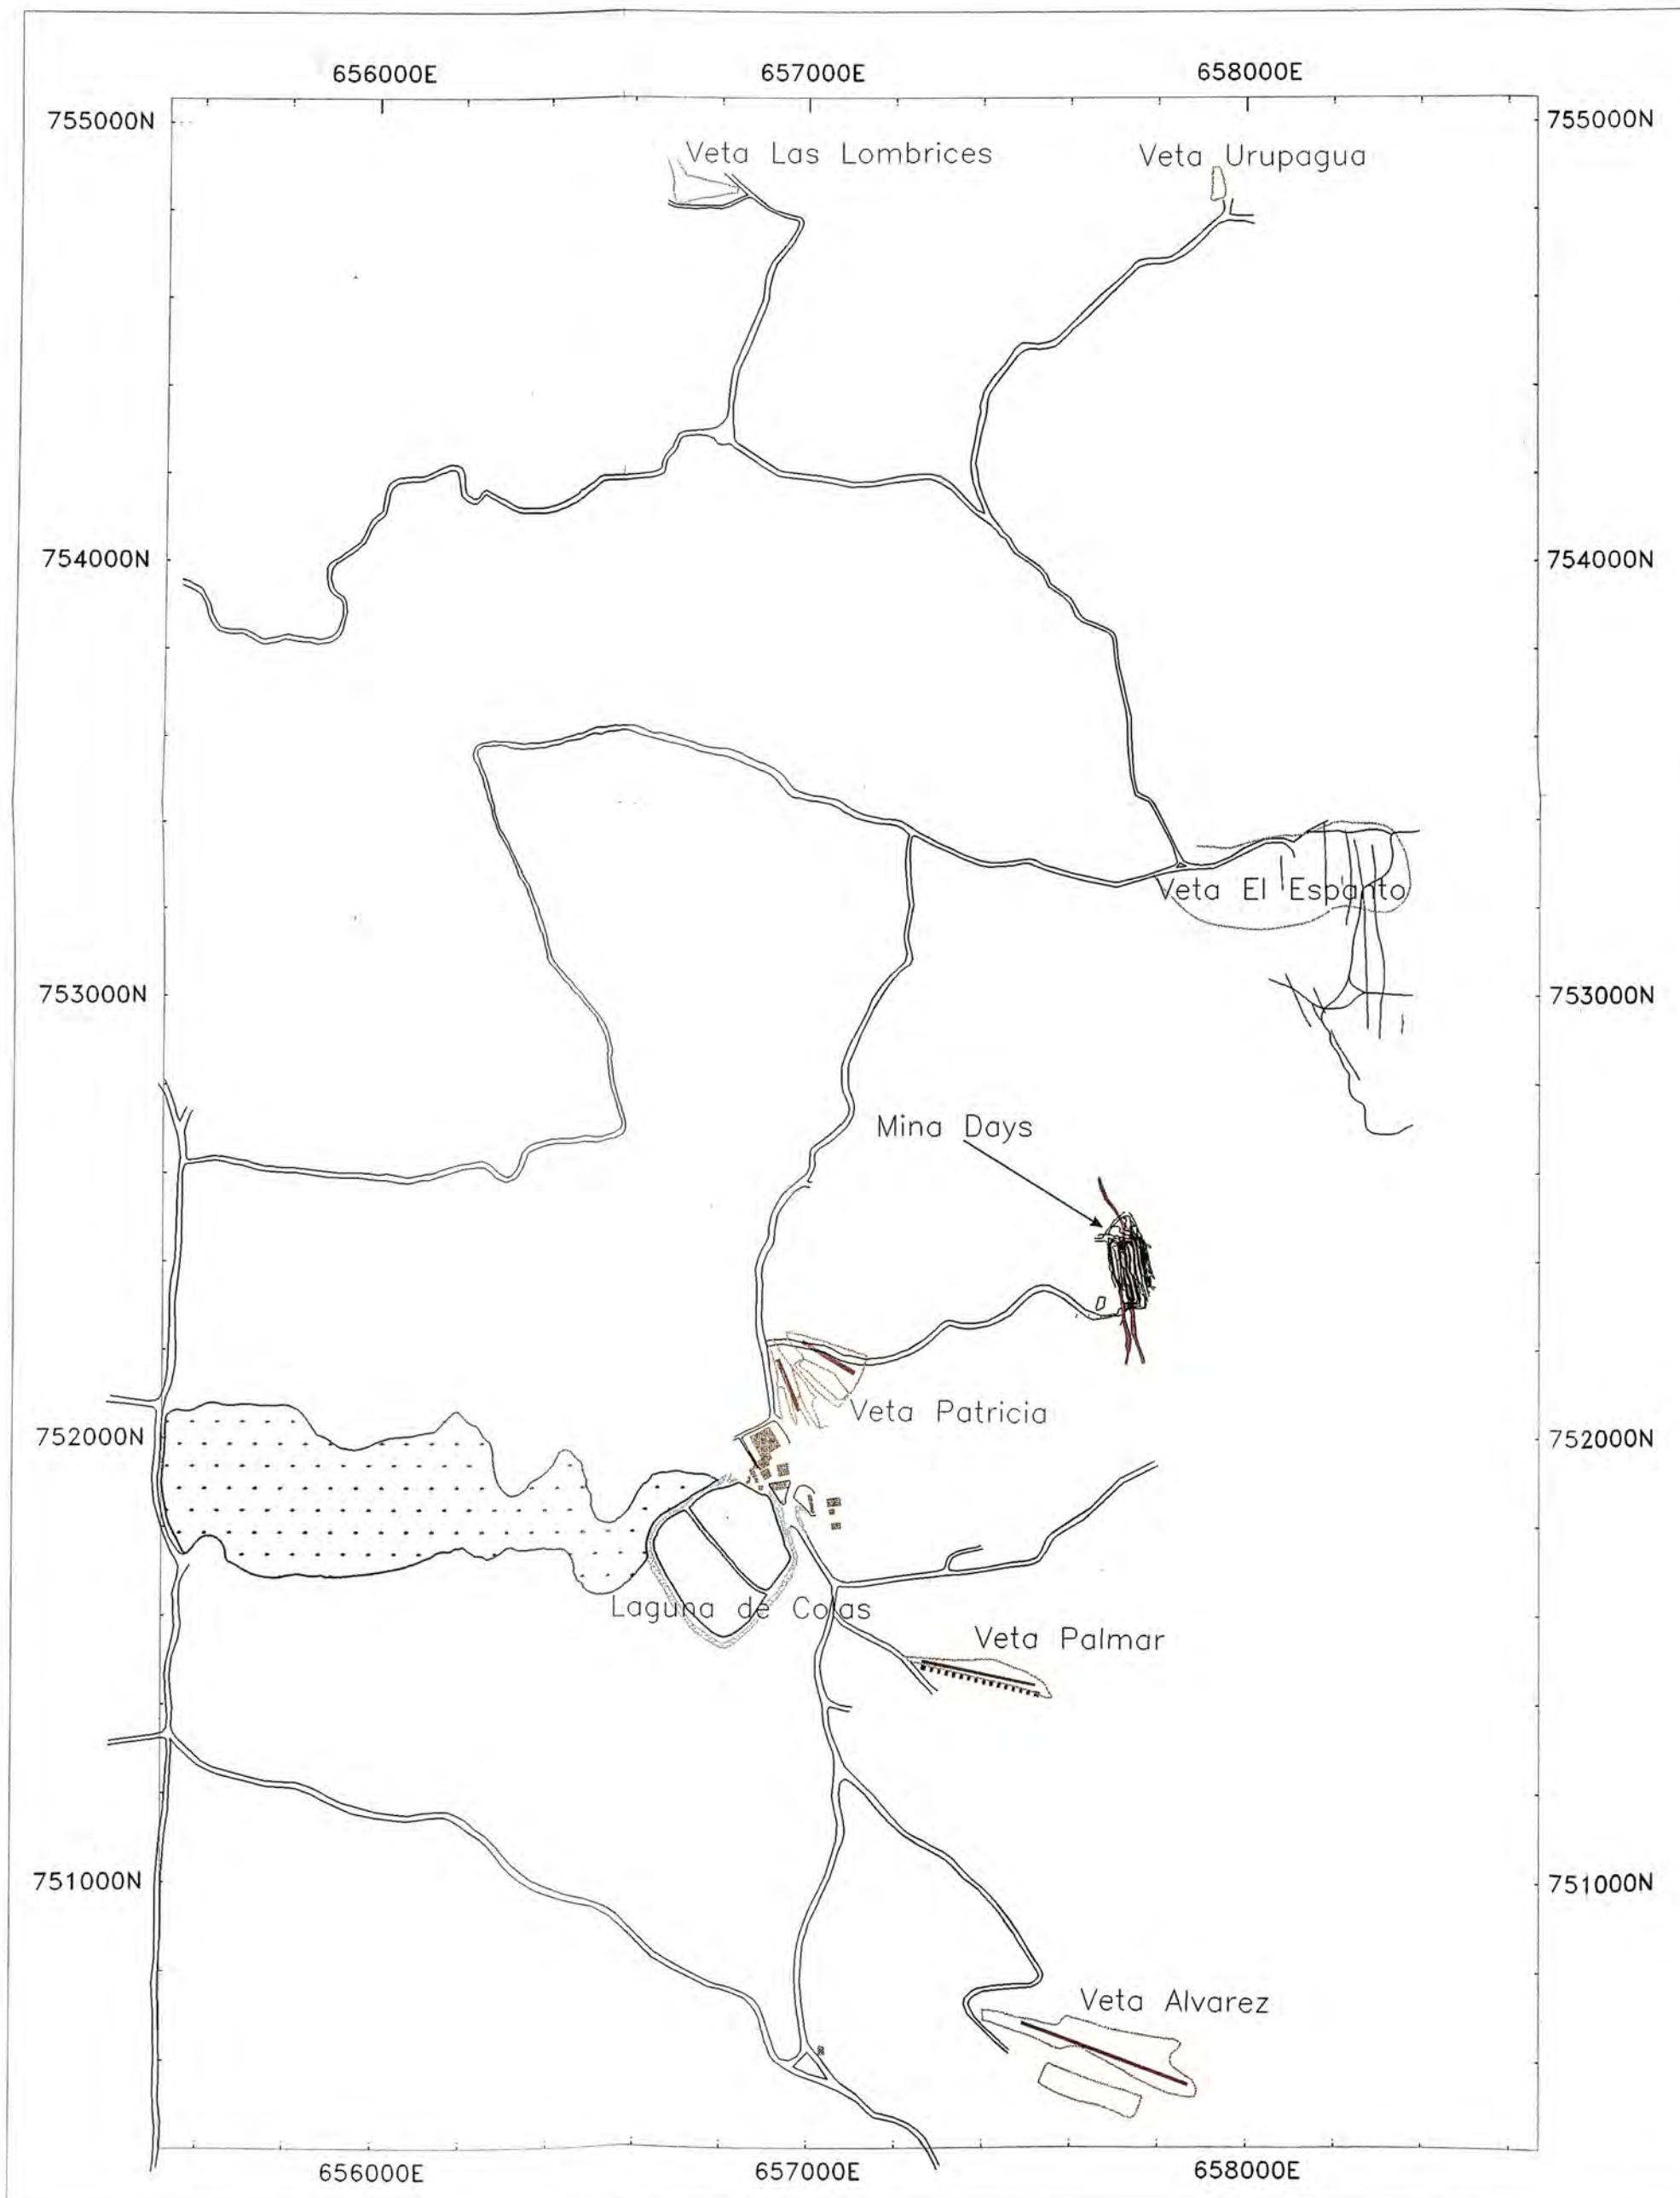 656000E 657000E 658000E
755000N 755000N
Veta Las Lombrices Veta Urupagua
754000N 754000N
Veta El Espanto
753000N 753000N
Mina Days
Veta Patricia
752000N 752000N
Laguna de Colas
Veta Palmar
751000N 751000N
Veta Alvarez
656000E 657000E 658000E